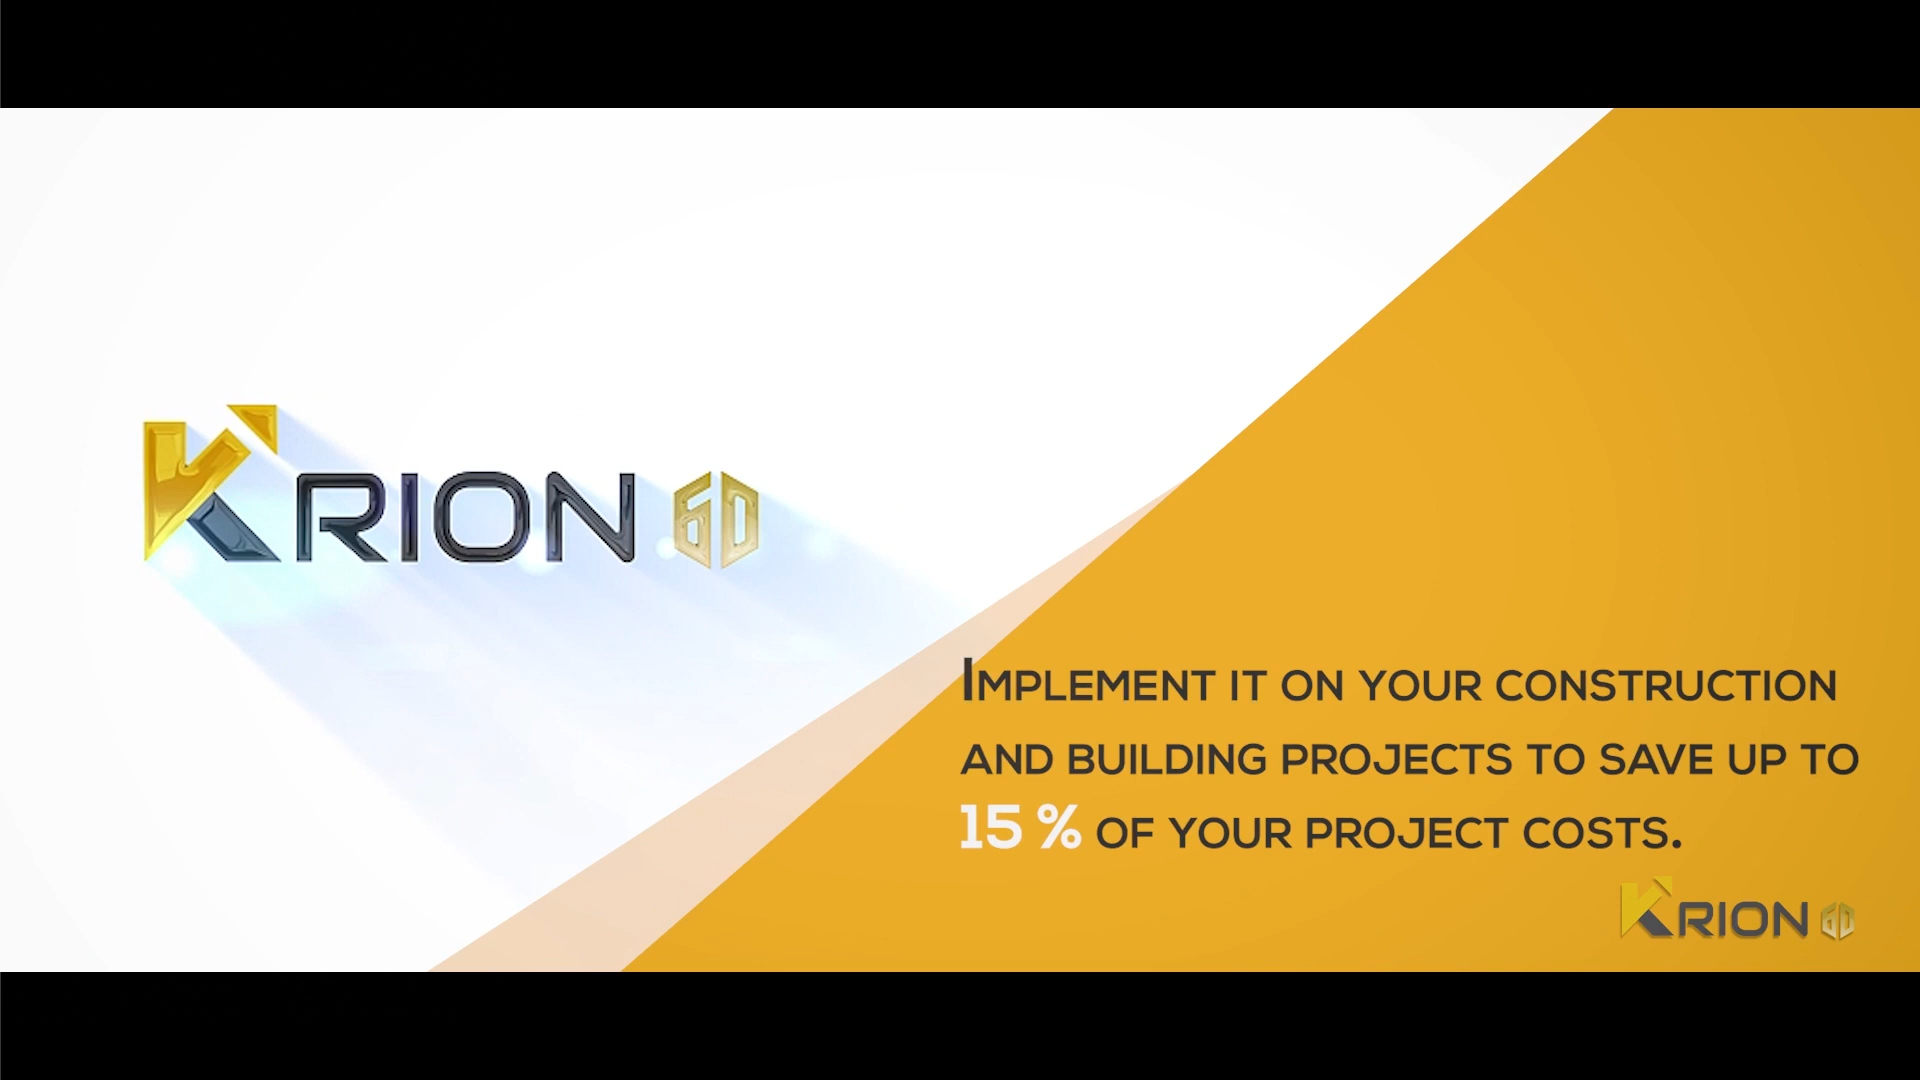 KRION 6D
IMPLEMENT IT ON YOUR CONSTRUCTION
AND BUILDING PROJECTS TO SAVE UP TO
15 % OF YOUR PROJECT COSTS.
KRION 6D